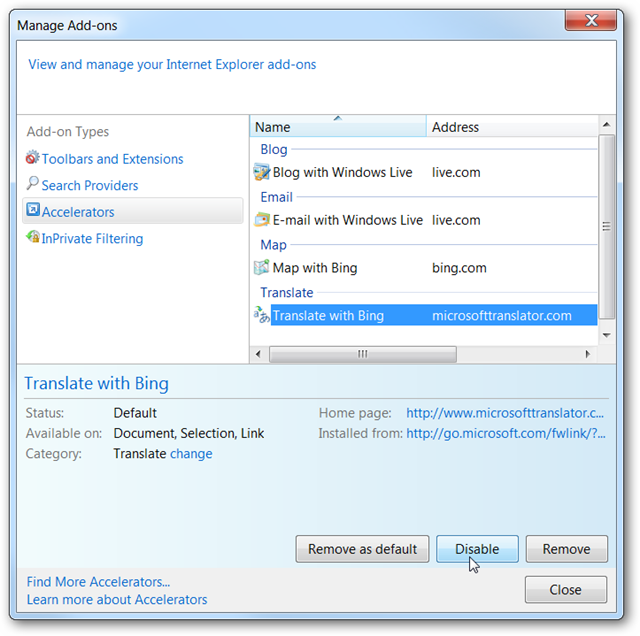 Manage Add-ons
View and manage your Internet Explorer add-ons
Add-on Types
Toolbars and Extensions
Search Providers
Accelerators
InPrivate Filtering
Name Address
Blog
Blog with Windows Live live.com
Email
E-mail with Windows Live live.com
Map
Map with Bing bing.com
Translate
Translate with Bing microsofttranslator.com
Translate with Bing
Status: Default Home page: http://www.microsofttranslator.c...
Available on: Document, Selection, Link Installed from: http://go.microsoft.com/fwlink/?...
Category: Translate change
Remove as default Disable Remove
Find More Accelerators...
Learn more about Accelerators
Close